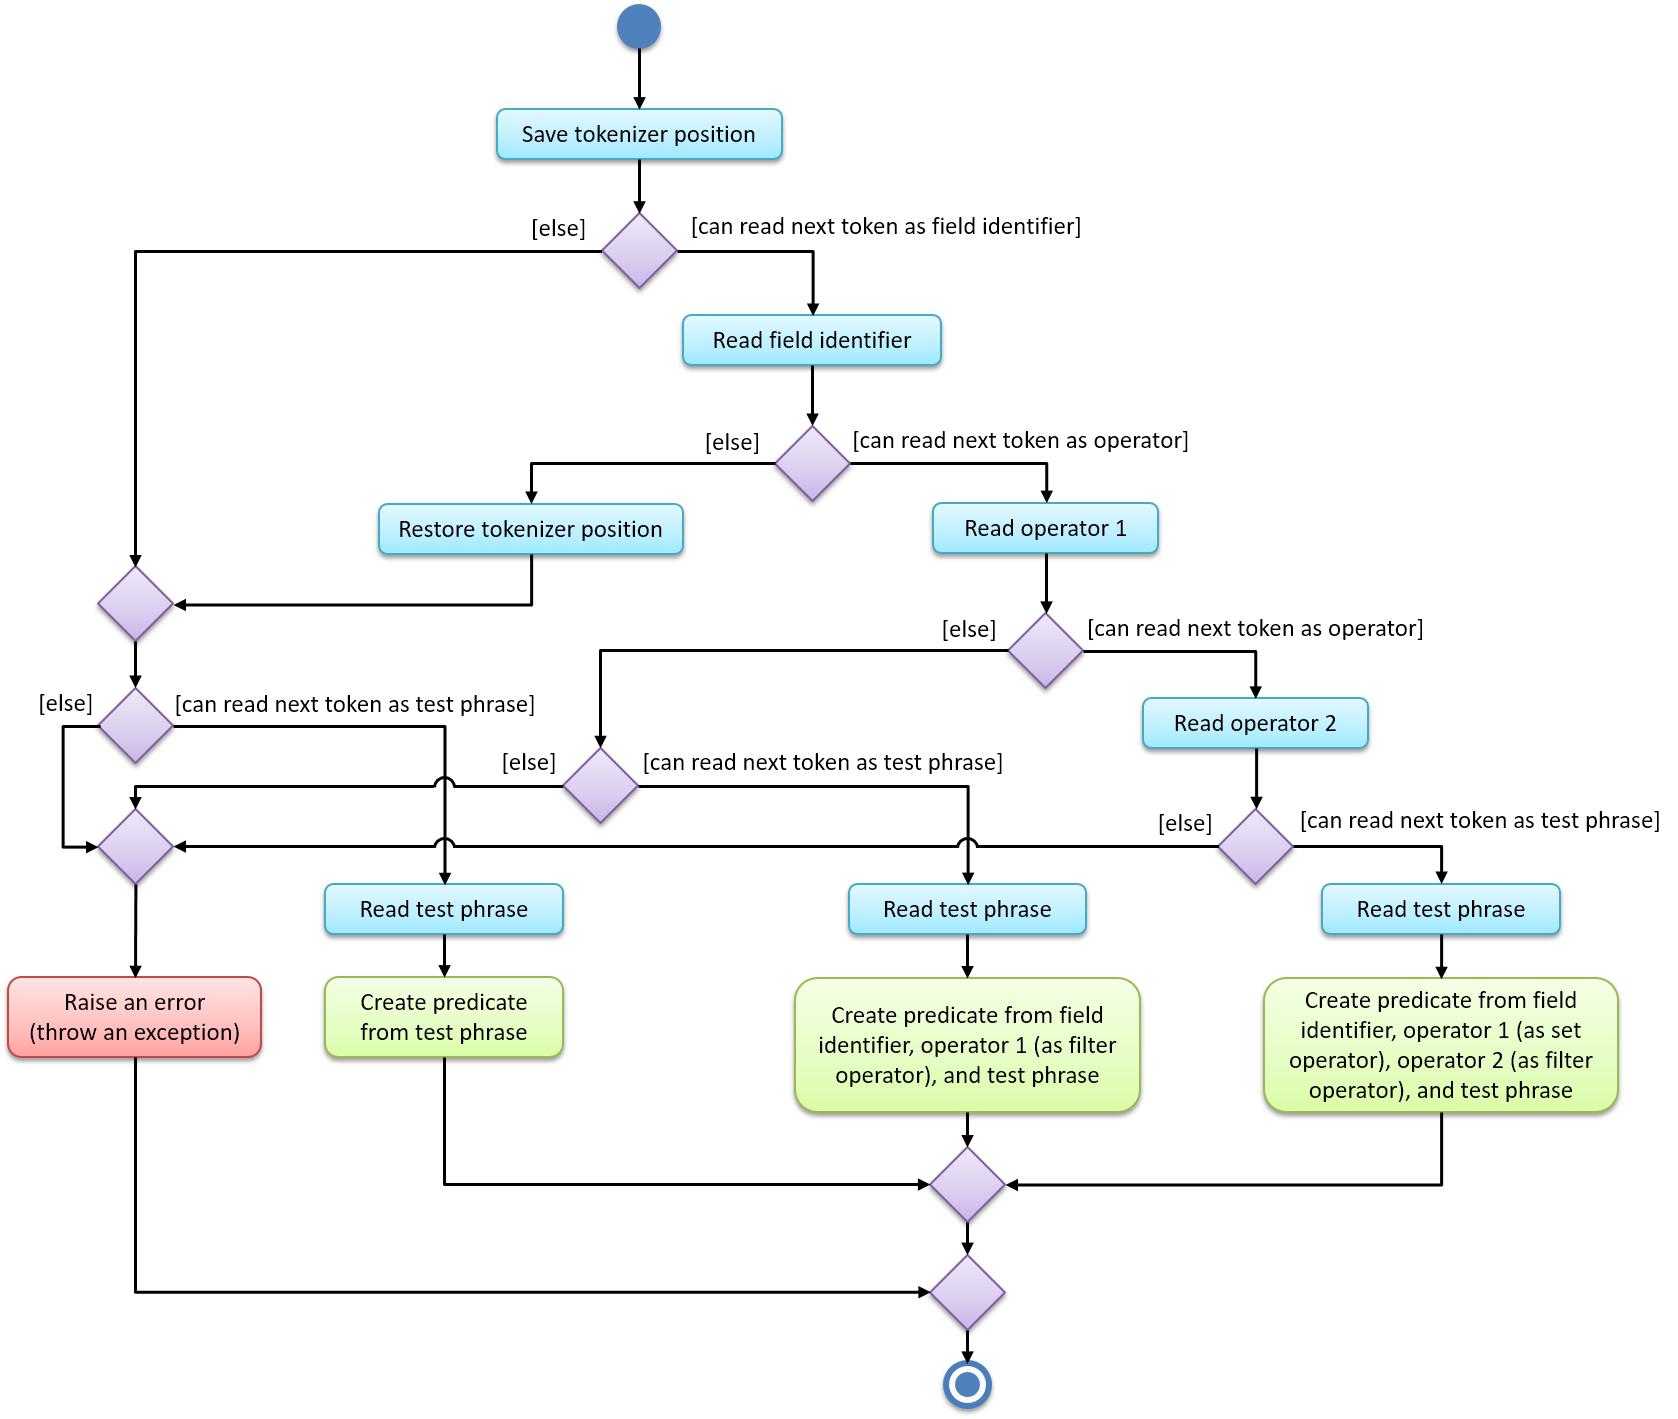 Save tokenizer position
[else]
[can read next token as field identifier]
Read field identifier
[else]
[can read next token as operator]
Restore tokenizer position
Read operator 1
[else]
[can read next token as operator]
[else]
[can read next token as test phrase]
Read operator 2
[else]
[can read next token as test phrase]
[else]
[can read next token as test phrase]
Read test phrase
Read test phrase
Read test phrase
Raise an error
(throw an exception)
Create predicate
from test phrase
Create predicate from field
identifier, operator 1 (as filter
operator), and test phrase
Create predicate from field
identifier, operator 1 (as set
operator), operator 2 (as filter
operator), and test phrase